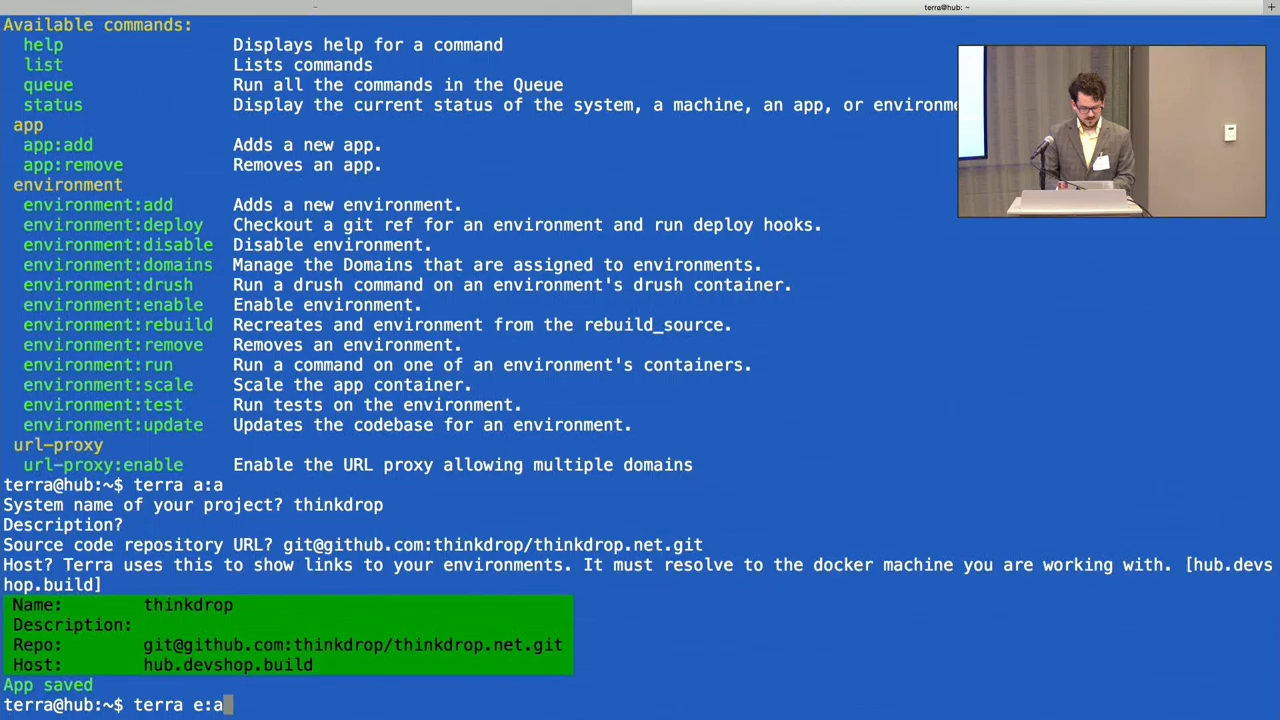 terra@hub: ~
Available commands:
help Displays help for a command
list Lists commands
queue Run all the commands in the Queue
status Display the current status of the system, a machine, an app, or environme
app
app:add Adds a new app.
app:remove Removes an app.
environment
environment:add Adds a new environment.
environment:deploy Checkout a git ref for an environment and run deploy hooks.
environment:disable Disable environment.
environment:domains Manage the Domains that are assigned to environments.
environment:drush Run a drush command on an environment's drush container.
environment:enable Enable environment.
environment:rebuild Recreates and environment from the rebuild_source.
environment:remove Removes an environment.
environment:run Run a command on one of an environment's containers.
environment:scale Scale the app container.
environment:test Run tests on the environment.
environment:update Updates the codebase for an environment.
url-proxy
url-proxy:enable Enable the URL proxy allowing multiple domains
terra@hub:~$ terra a:a
System name of your project? thinkdrop
Description?
Source code repository URL? git@github.com:thinkdrop/thinkdrop.net.git
Host? Terra uses this to show links to your environments. It must resolve to the docker machine you are working with. [hub.devs
hop.build]
Name: thinkdrop
Description:
Repo: git@github.com:thinkdrop/thinkdrop.net.git
Host: hub.devshop.build
App saved
terra@hub:~$ terra e:a